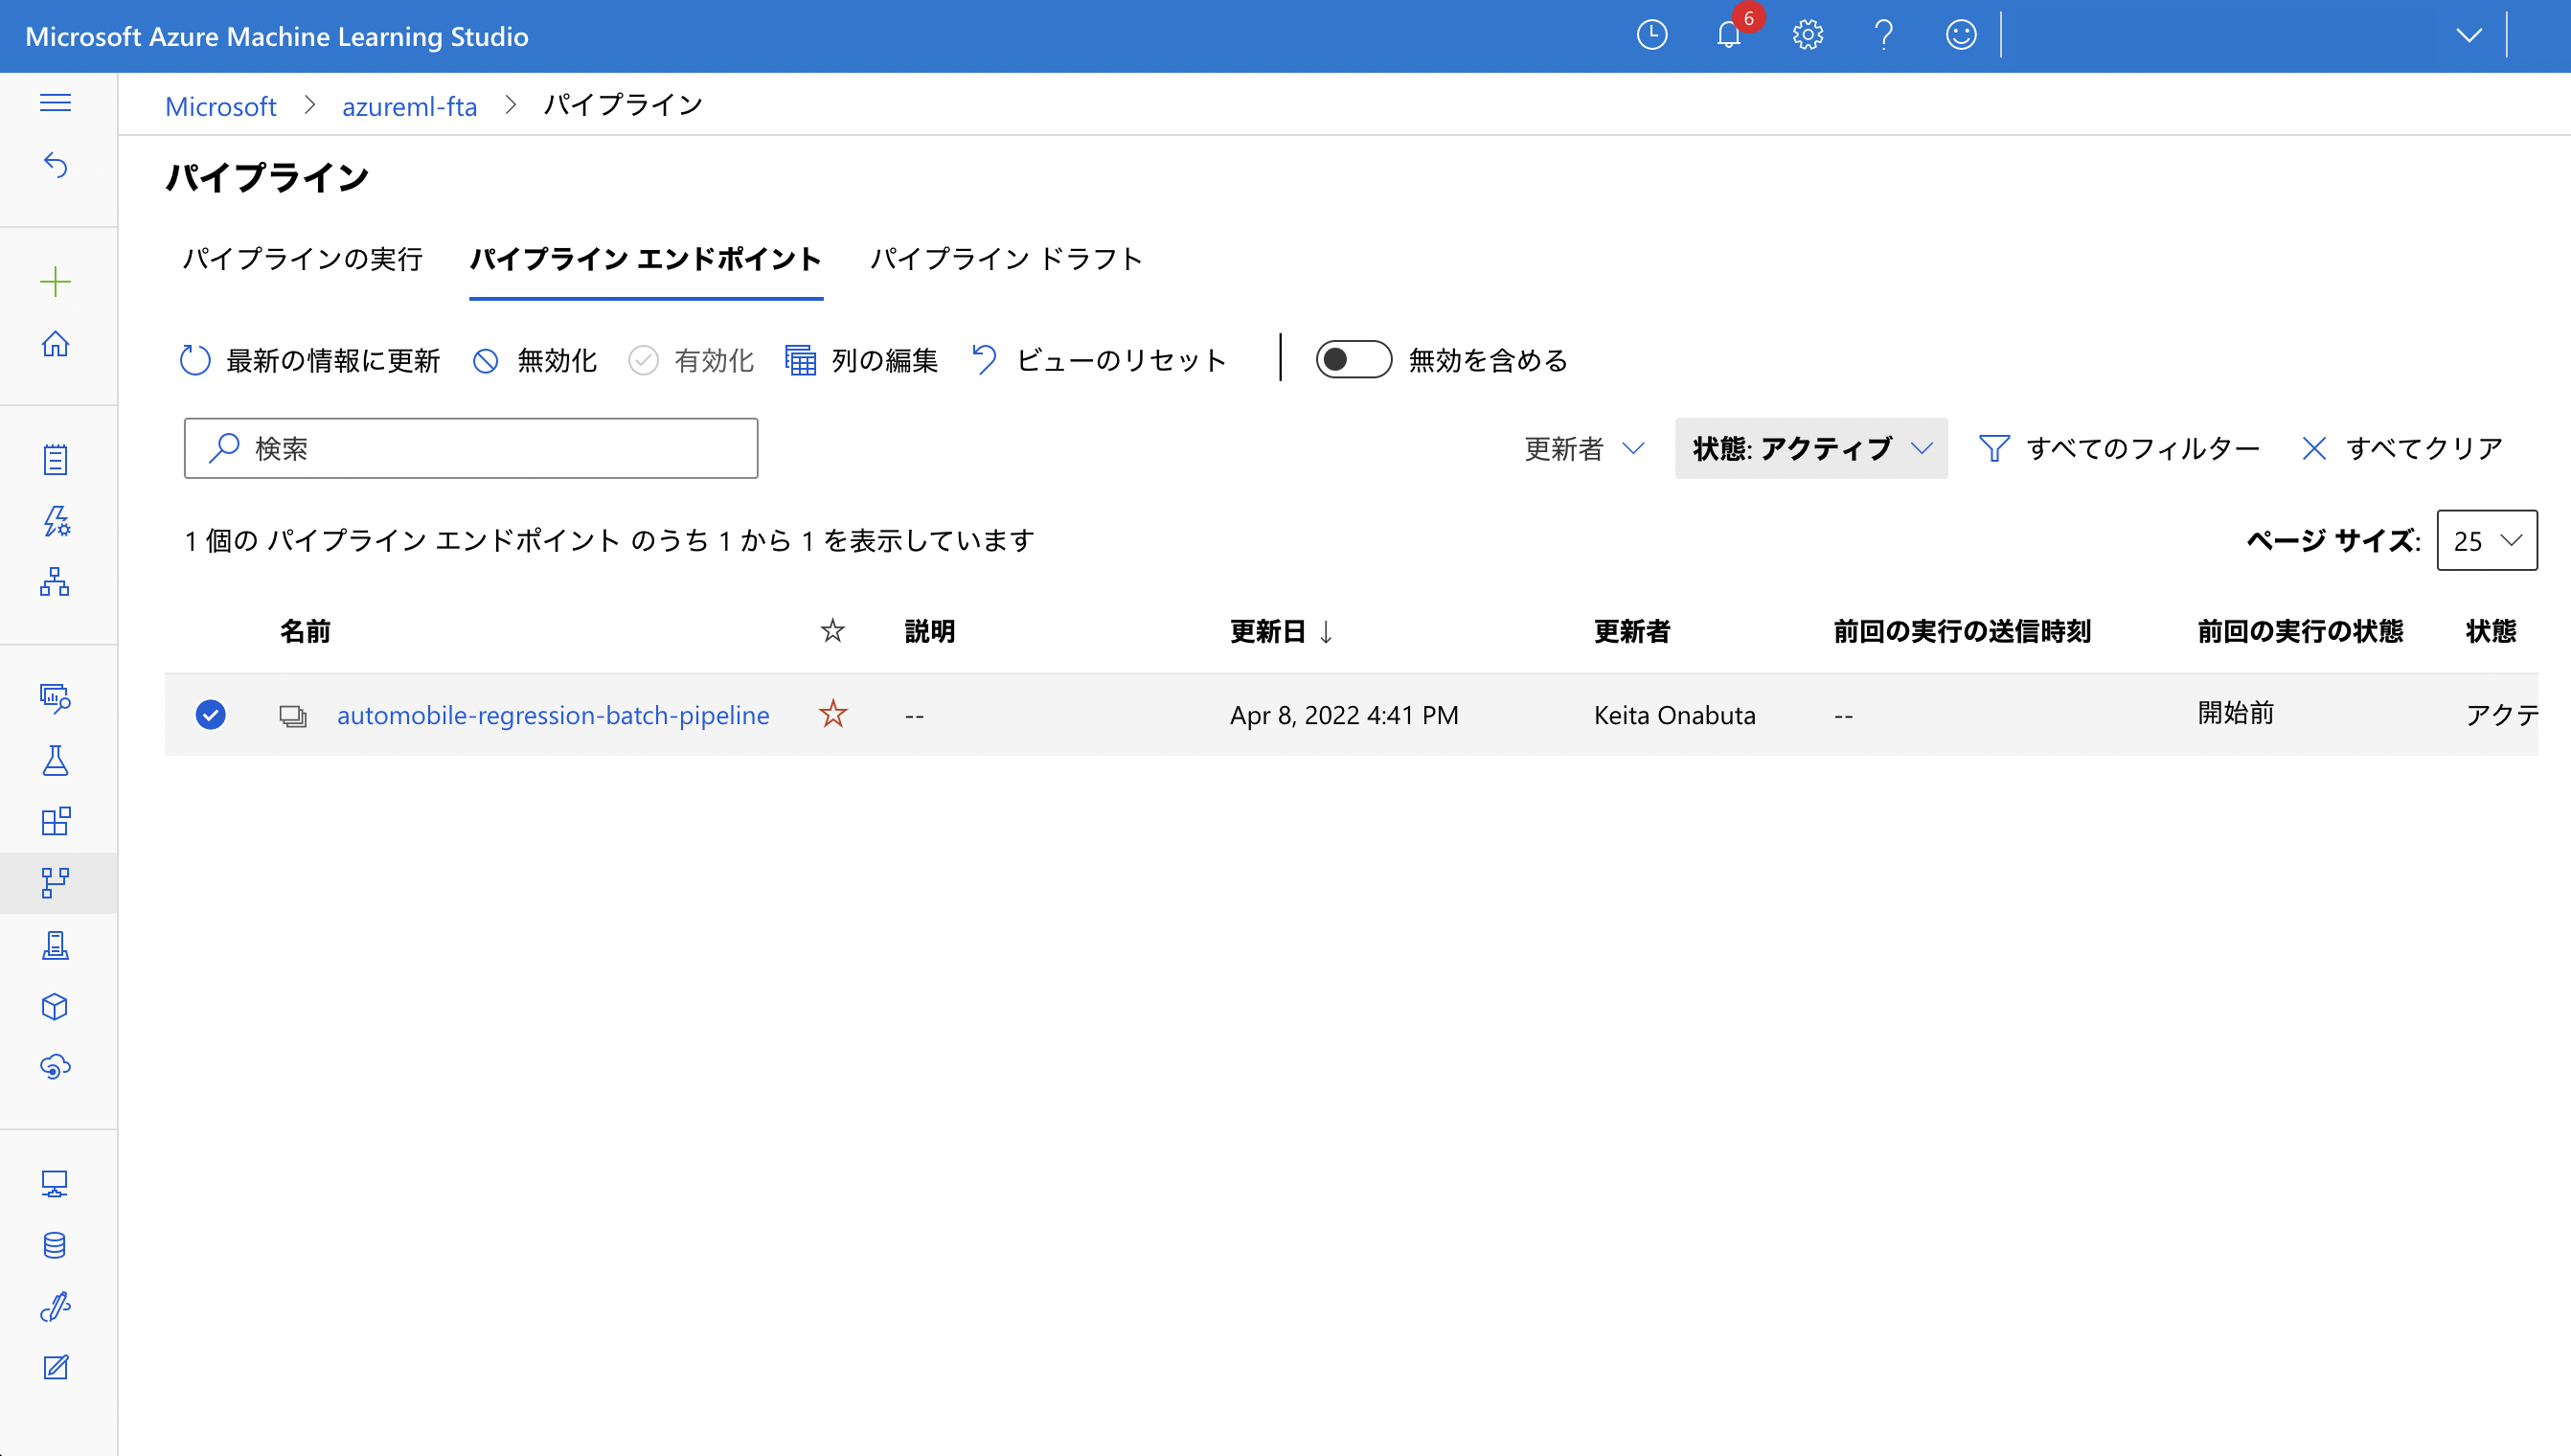 Microsoft Azure Machine Learning Studio
6
Microsoft > azureml-fta > パイプライン
パイプライン
パイプラインの実行 パイプライン エンドポイント パイプライン ドラフト
最新の情報に更新 無効化 有効化 列の編集 ビューのリセット 無効を含める
検索 更新者 状態: アクティブ すべてのフィルター すべてクリア
1 個の パイプライン エンドポイント のうち 1 から 1 を表示しています ページ サイズ: 25
名前 説明 更新日 ↓ 更新者 前回の実行の送信時刻 前回の実行の状態 状態
automobile-regression-batch-pipeline -- Apr 8, 2022 4:41 PM Keita Onabuta -- 開始前 アクテ